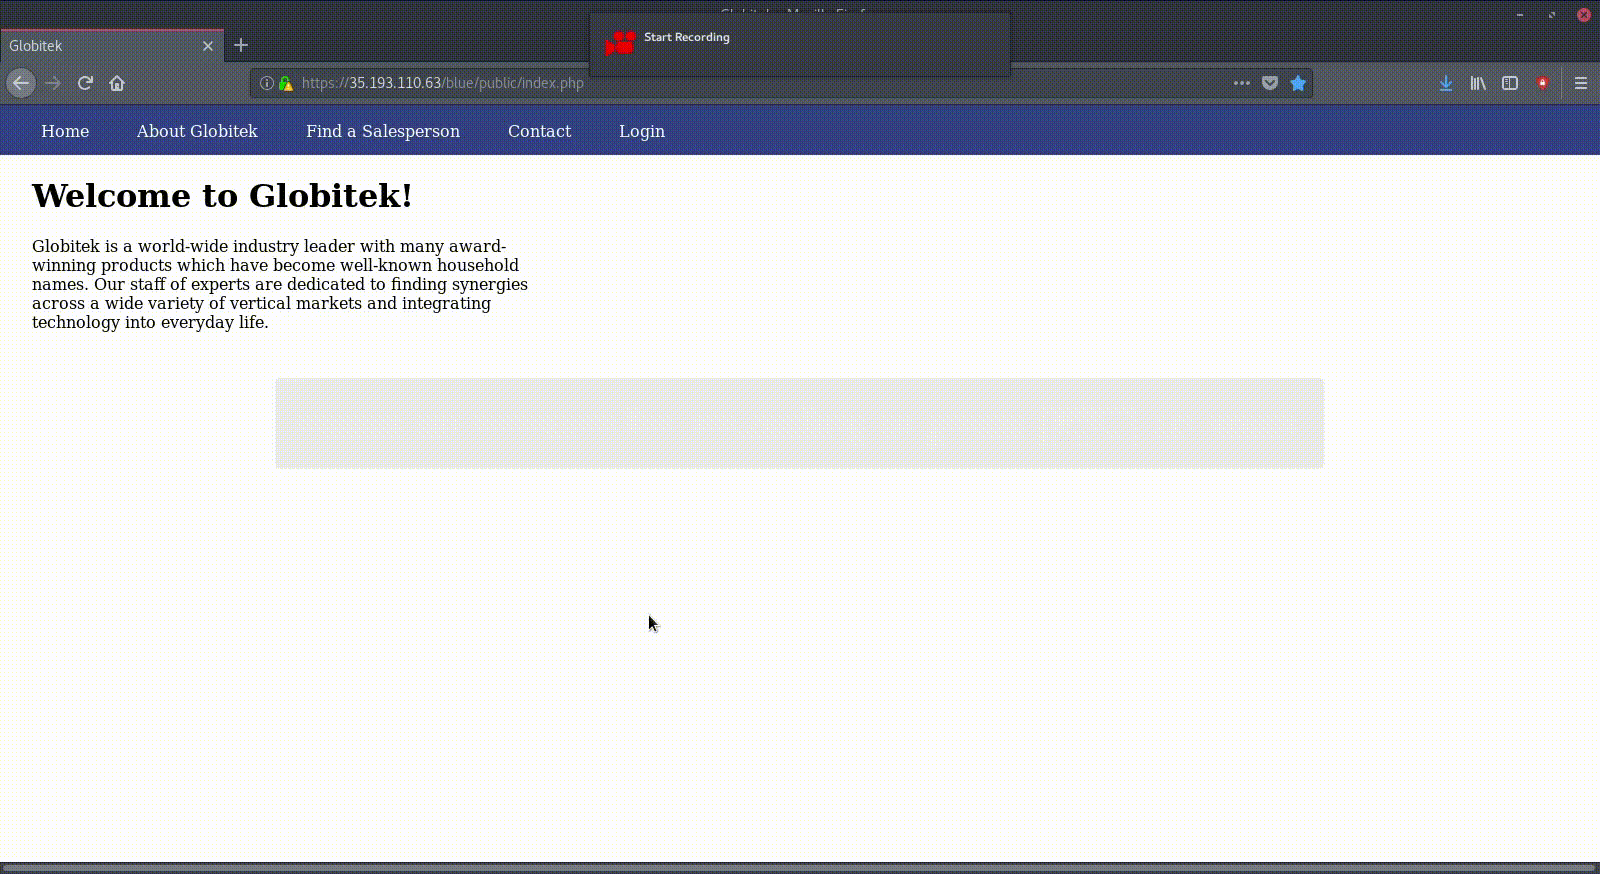 Start Recording
Globitek
https://35.193.110.63/blue/public/index.php
Home About Globitek Find a Salesperson Contact Login
Welcome to Globitek!
Globitek is a world-wide industry leader with many award-
winning products which have become well-known household
names. Our staff of experts are dedicated to finding synergies
across a wide variety of vertical markets and integrating
technology into everyday life.